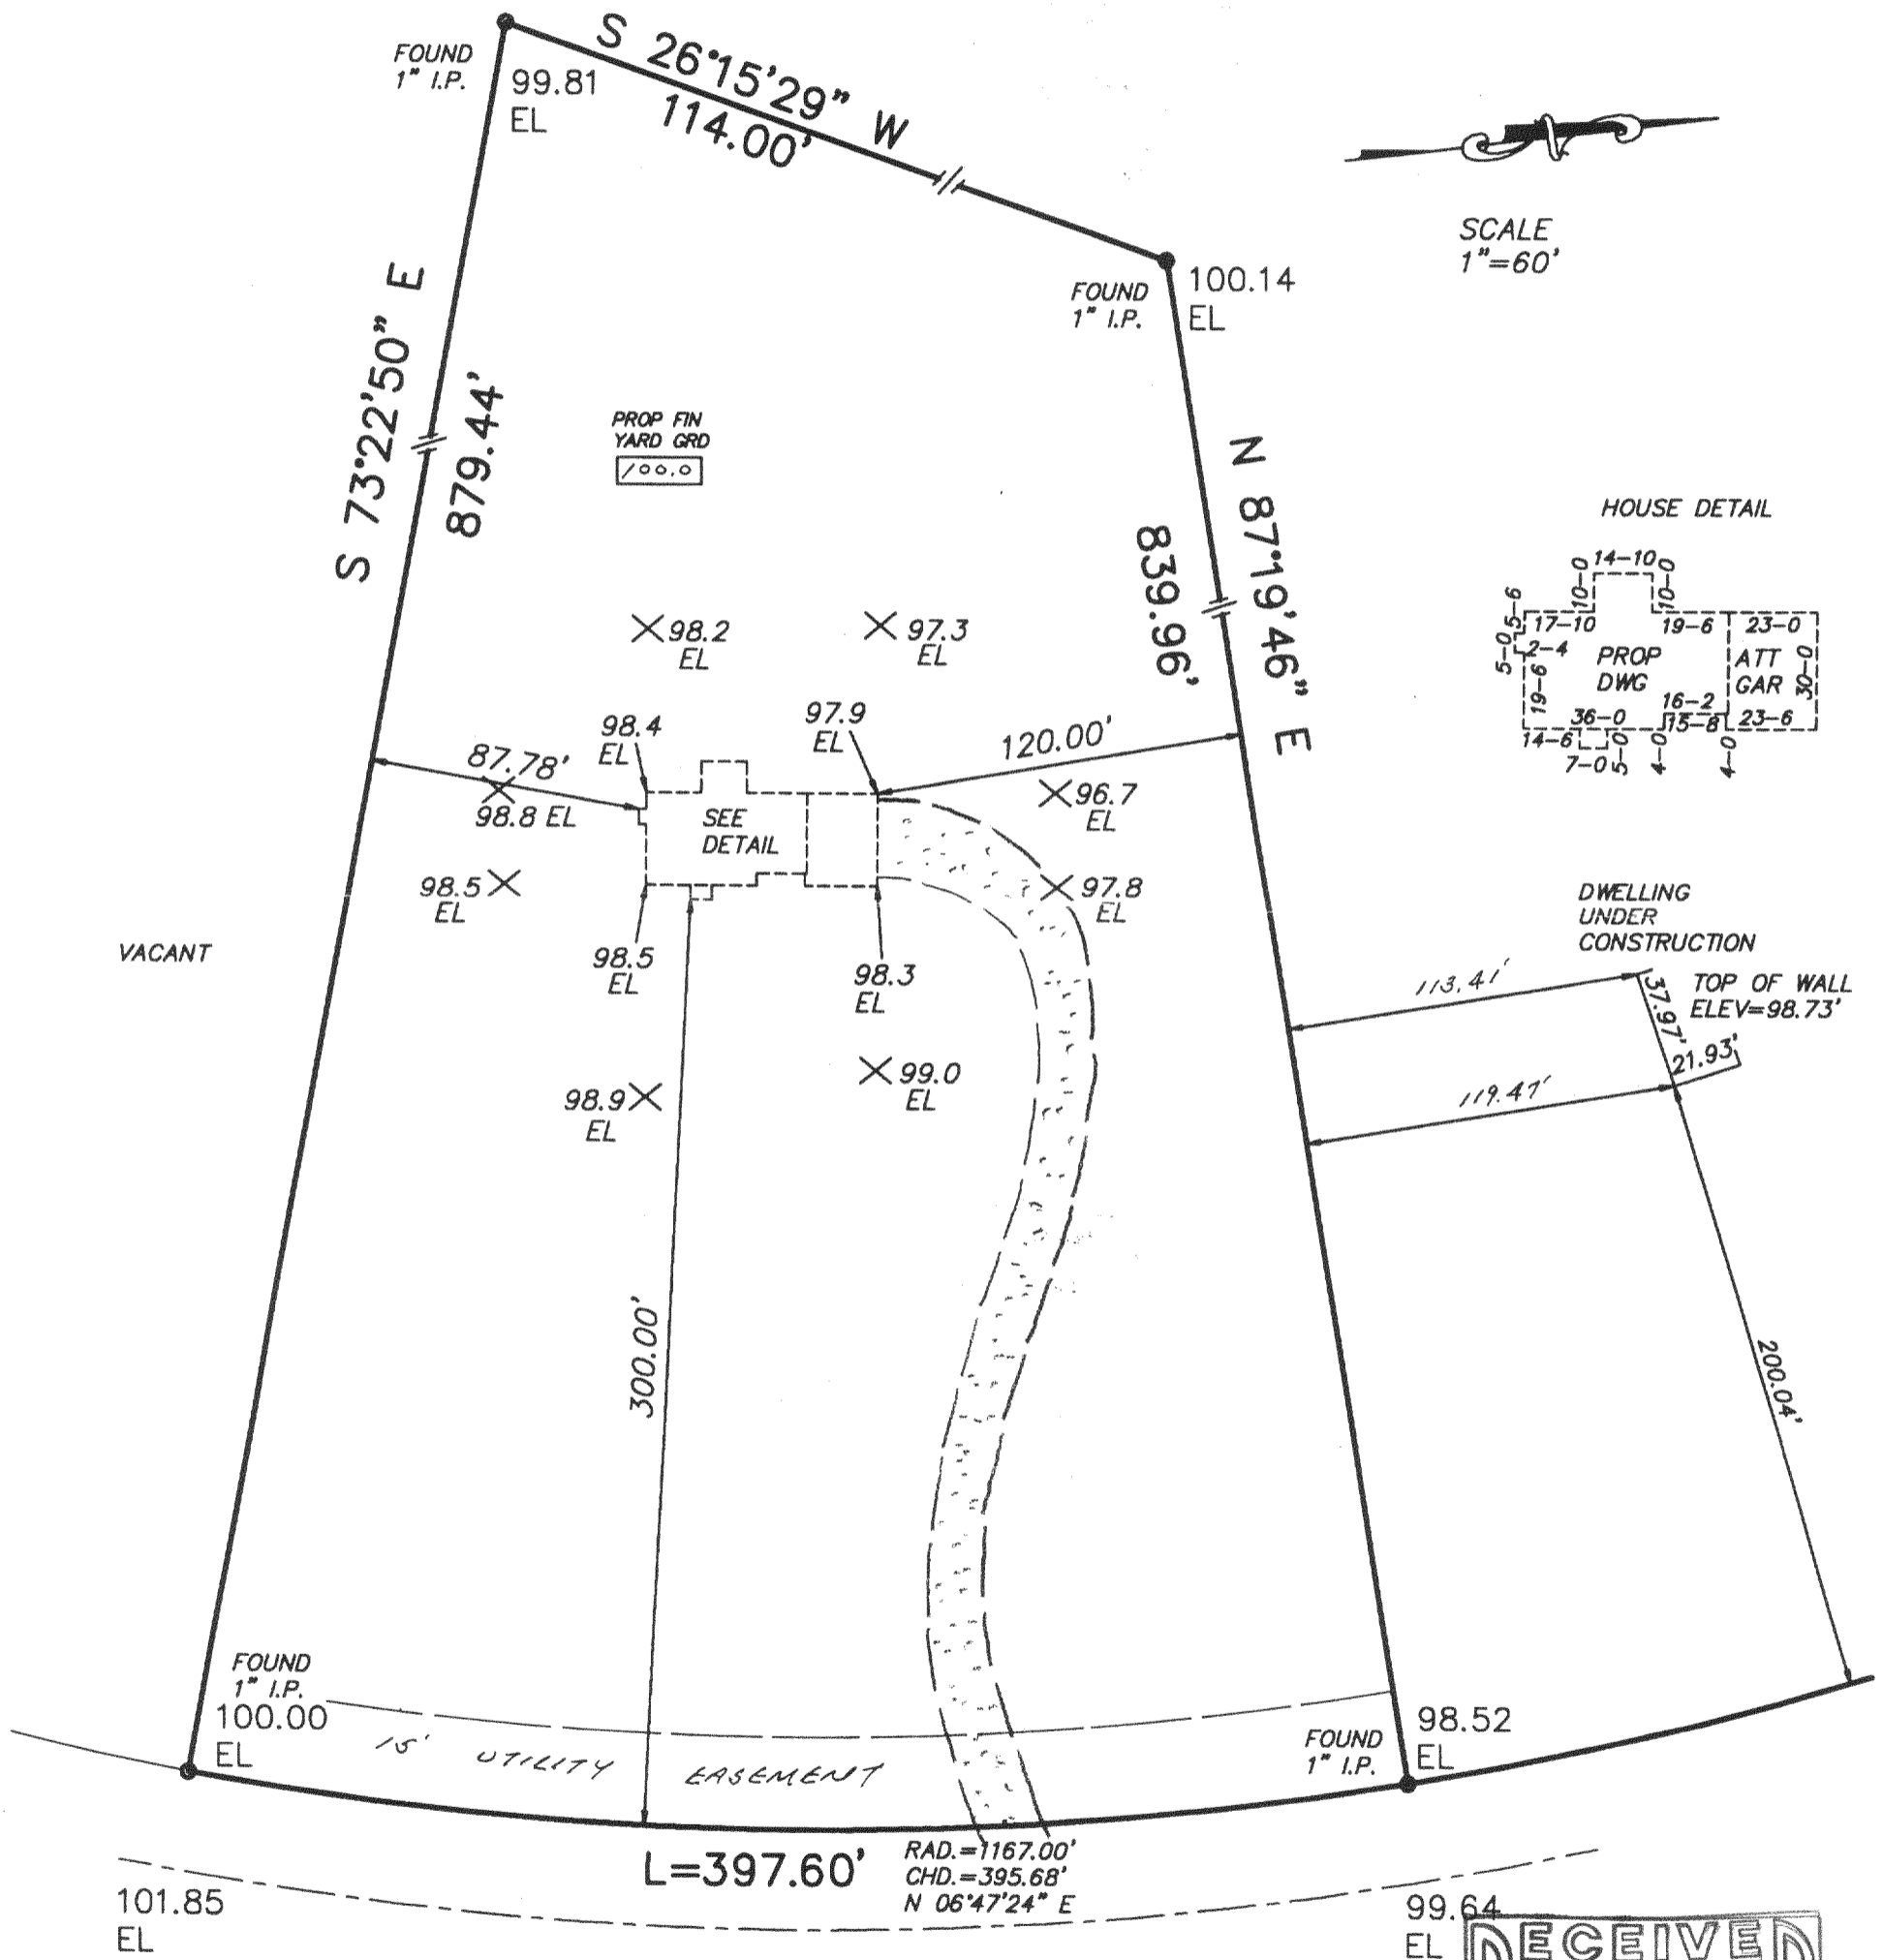 S 26°15'29" W
114.00'
FOUND
1" I.P.
99.81
EL
SCALE
1"=60'
FOUND
1" I.P.
100.14
EL
S 73°22'50" E
879.44'
PROP FIN
YARD GRD
100.0
N 87°19'46" E
839.96'
HOUSE DETAIL
14-10
10-0
10-0
5-6
17-10
19-6
23-0
5-0
2-4
PROP
DWG
ATT
GAR
30-0
19-6
16-2
36-0
15-8
23-6
14-6
7-0
5-0
4-0
4-0
98.2
EL
97.3
EL
98.4
EL
97.9
EL
87.78'
120.00'
98.8 EL
SEE
DETAIL
96.7
EL
98.5
EL
97.8
EL
VACANT
98.5
EL
98.3
EL
DWELLING
UNDER
CONSTRUCTION
TOP OF WALL
ELEV=98.73'
113.41'
37.97'
21.93'
119.47'
98.9
EL
99.0
EL
300.00'
200.04'
FOUND
1" I.P.
100.00
EL
15' UTILITY EASEMENT
FOUND
1" I.P.
98.52
EL
L=397.60'
RAD.=1167.00'
CHD.=395.68'
N 06°47'24" E
101.85
EL
99.64
EL
RECEIVED